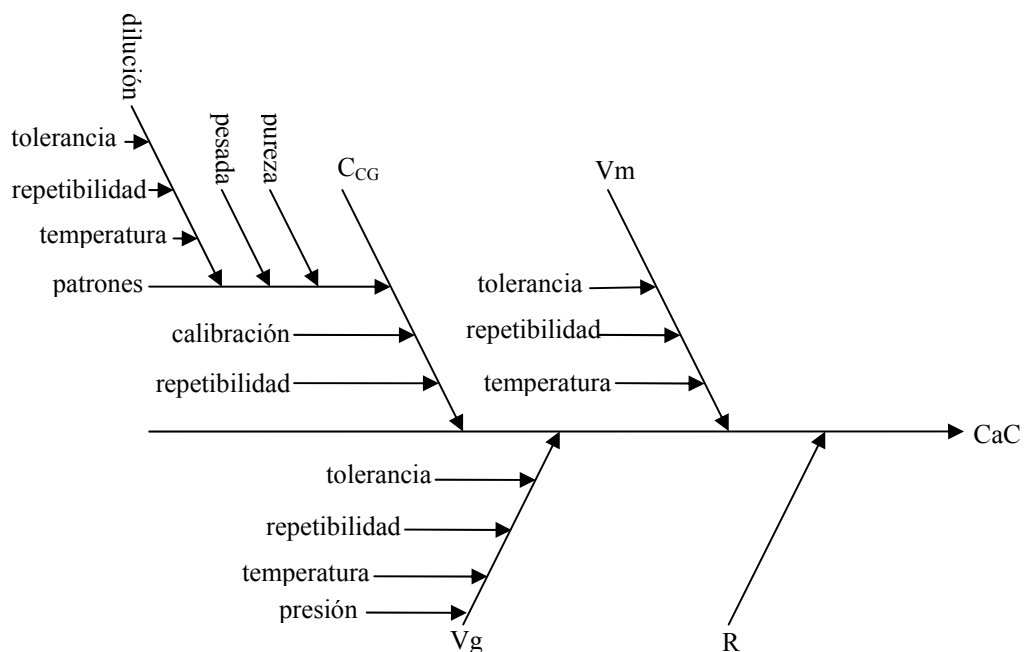 dilución
tolerancia
repetibilidad
temperatura
patrones
pesada
pureza
C_CG
calibración
repetibilidad
Vm
tolerancia
repetibilidad
temperatura
CaC
tolerancia
repetibilidad
temperatura
presión
Vg
R